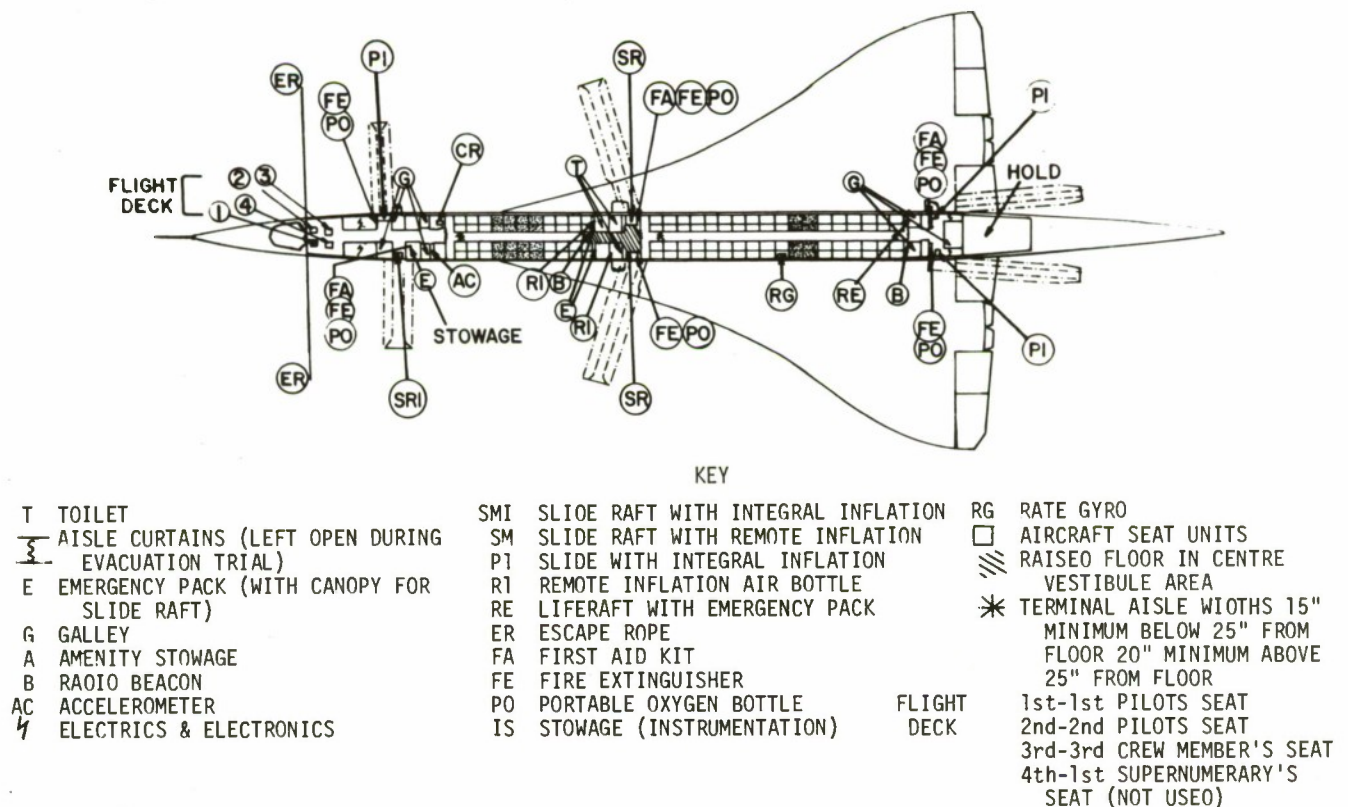 PI
SR
ER
FE
PO
FA FE PO
PI
CR
FA
FE
PO
T
G
G
HOLD
FLIGHT
DECK
2 3
1 4
FA
FE
PO
E
AC
STOWAGE
RI
B
E
RI
FE PO
RG
RE
B
FE
PO
PI
ER
SRI
SR
KEY
T TOILET
AISLE CURTAINS (LEFT OPEN DURING
EVACUATION TRIAL)
E EMERGENCY PACK (WITH CANOPY FOR
SLIDE RAFT)
G GALLEY
A AMENITY STOWAGE
B RAOIO BEACON
AC ACCELEROMETER
ELECTRICS & ELECTRONICS
SMI SLIOE RAFT WITH INTEGRAL INFLATION
SM SLIDE RAFT WITH REMOTE INFLATION
P1 SLIDE WITH INTEGRAL INFLATION
R1 REMOTE INFLATION AIR BOTTLE
RE LIFERAFT WITH EMERGENCY PACK
ER ESCAPE ROPE
FA FIRST AID KIT
FE FIRE EXTINGUISHER
PO PORTABLE OXYGEN BOTTLE
IS STOWAGE (INSTRUMENTATION)
RG RATE GYRO
AIRCRAFT SEAT UNITS
RAISEO FLOOR IN CENTRE
VESTIBULE AREA
TERMINAL AISLE WIOTHS 15"
MINIMUM BELOW 25" FROM
FLOOR 20" MINIMUM ABOVE
25" FROM FLOOR
FLIGHT
DECK
1st-1st PILOTS SEAT
2nd-2nd PILOTS SEAT
3rd-3rd CREW MEMBER'S SEAT
4th-1st SUPERNUMERARY'S
SEAT (NOT USEO)